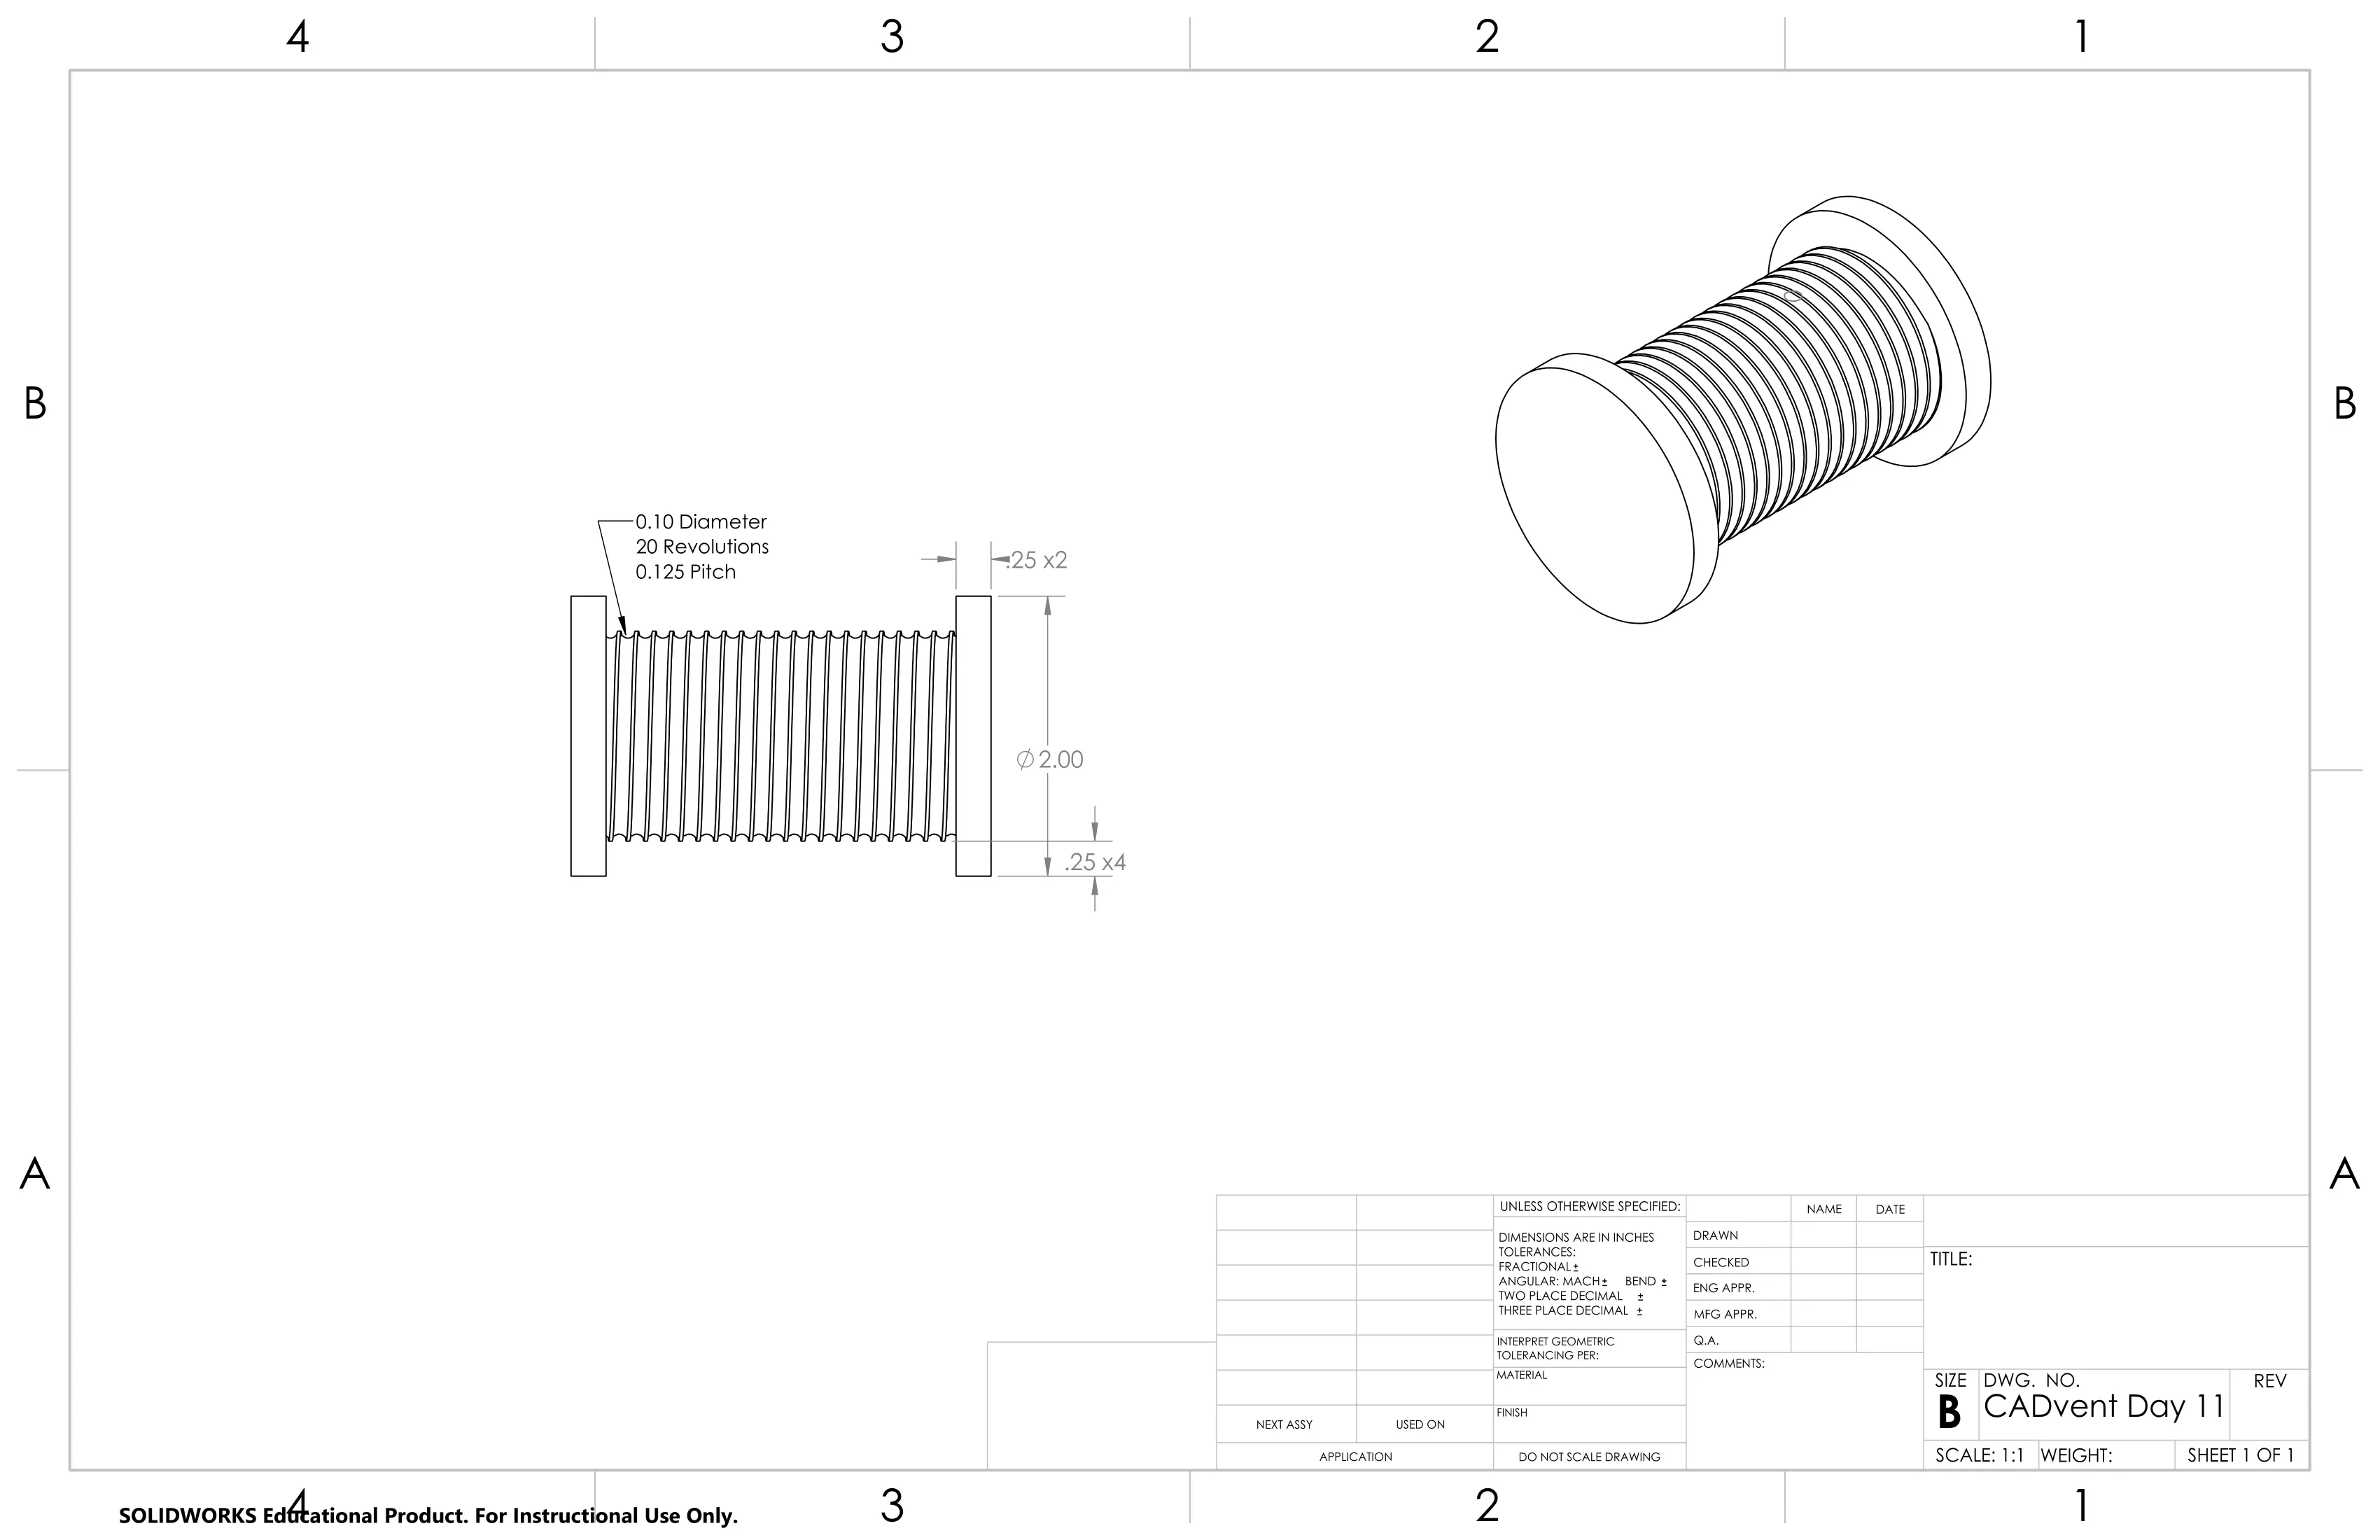 4 3 2 1
B B
0.10 Diameter
20 Revolutions
0.125 Pitch
.25 x2
∅2.00
.25 x4
A A
UNLESS OTHERWISE SPECIFIED:
DIMENSIONS ARE IN INCHES
TOLERANCES:
FRACTIONAL±
ANGULAR: MACH± BEND ±
TWO PLACE DECIMAL ±
THREE PLACE DECIMAL ±
INTERPRET GEOMETRIC
TOLERANCING PER:
MATERIAL
FINISH
NEXT ASSY USED ON
APPLICATION DO NOT SCALE DRAWING
NAME DATE
DRAWN
CHECKED
ENG APPR.
MFG APPR.
Q.A.
COMMENTS:
TITLE:
SIZE DWG. NO. REV
B CADvent Day 11
SCALE: 1:1 WEIGHT: SHEET 1 OF 1
4 3 2 1
SOLIDWORKS Educational Product. For Instructional Use Only.